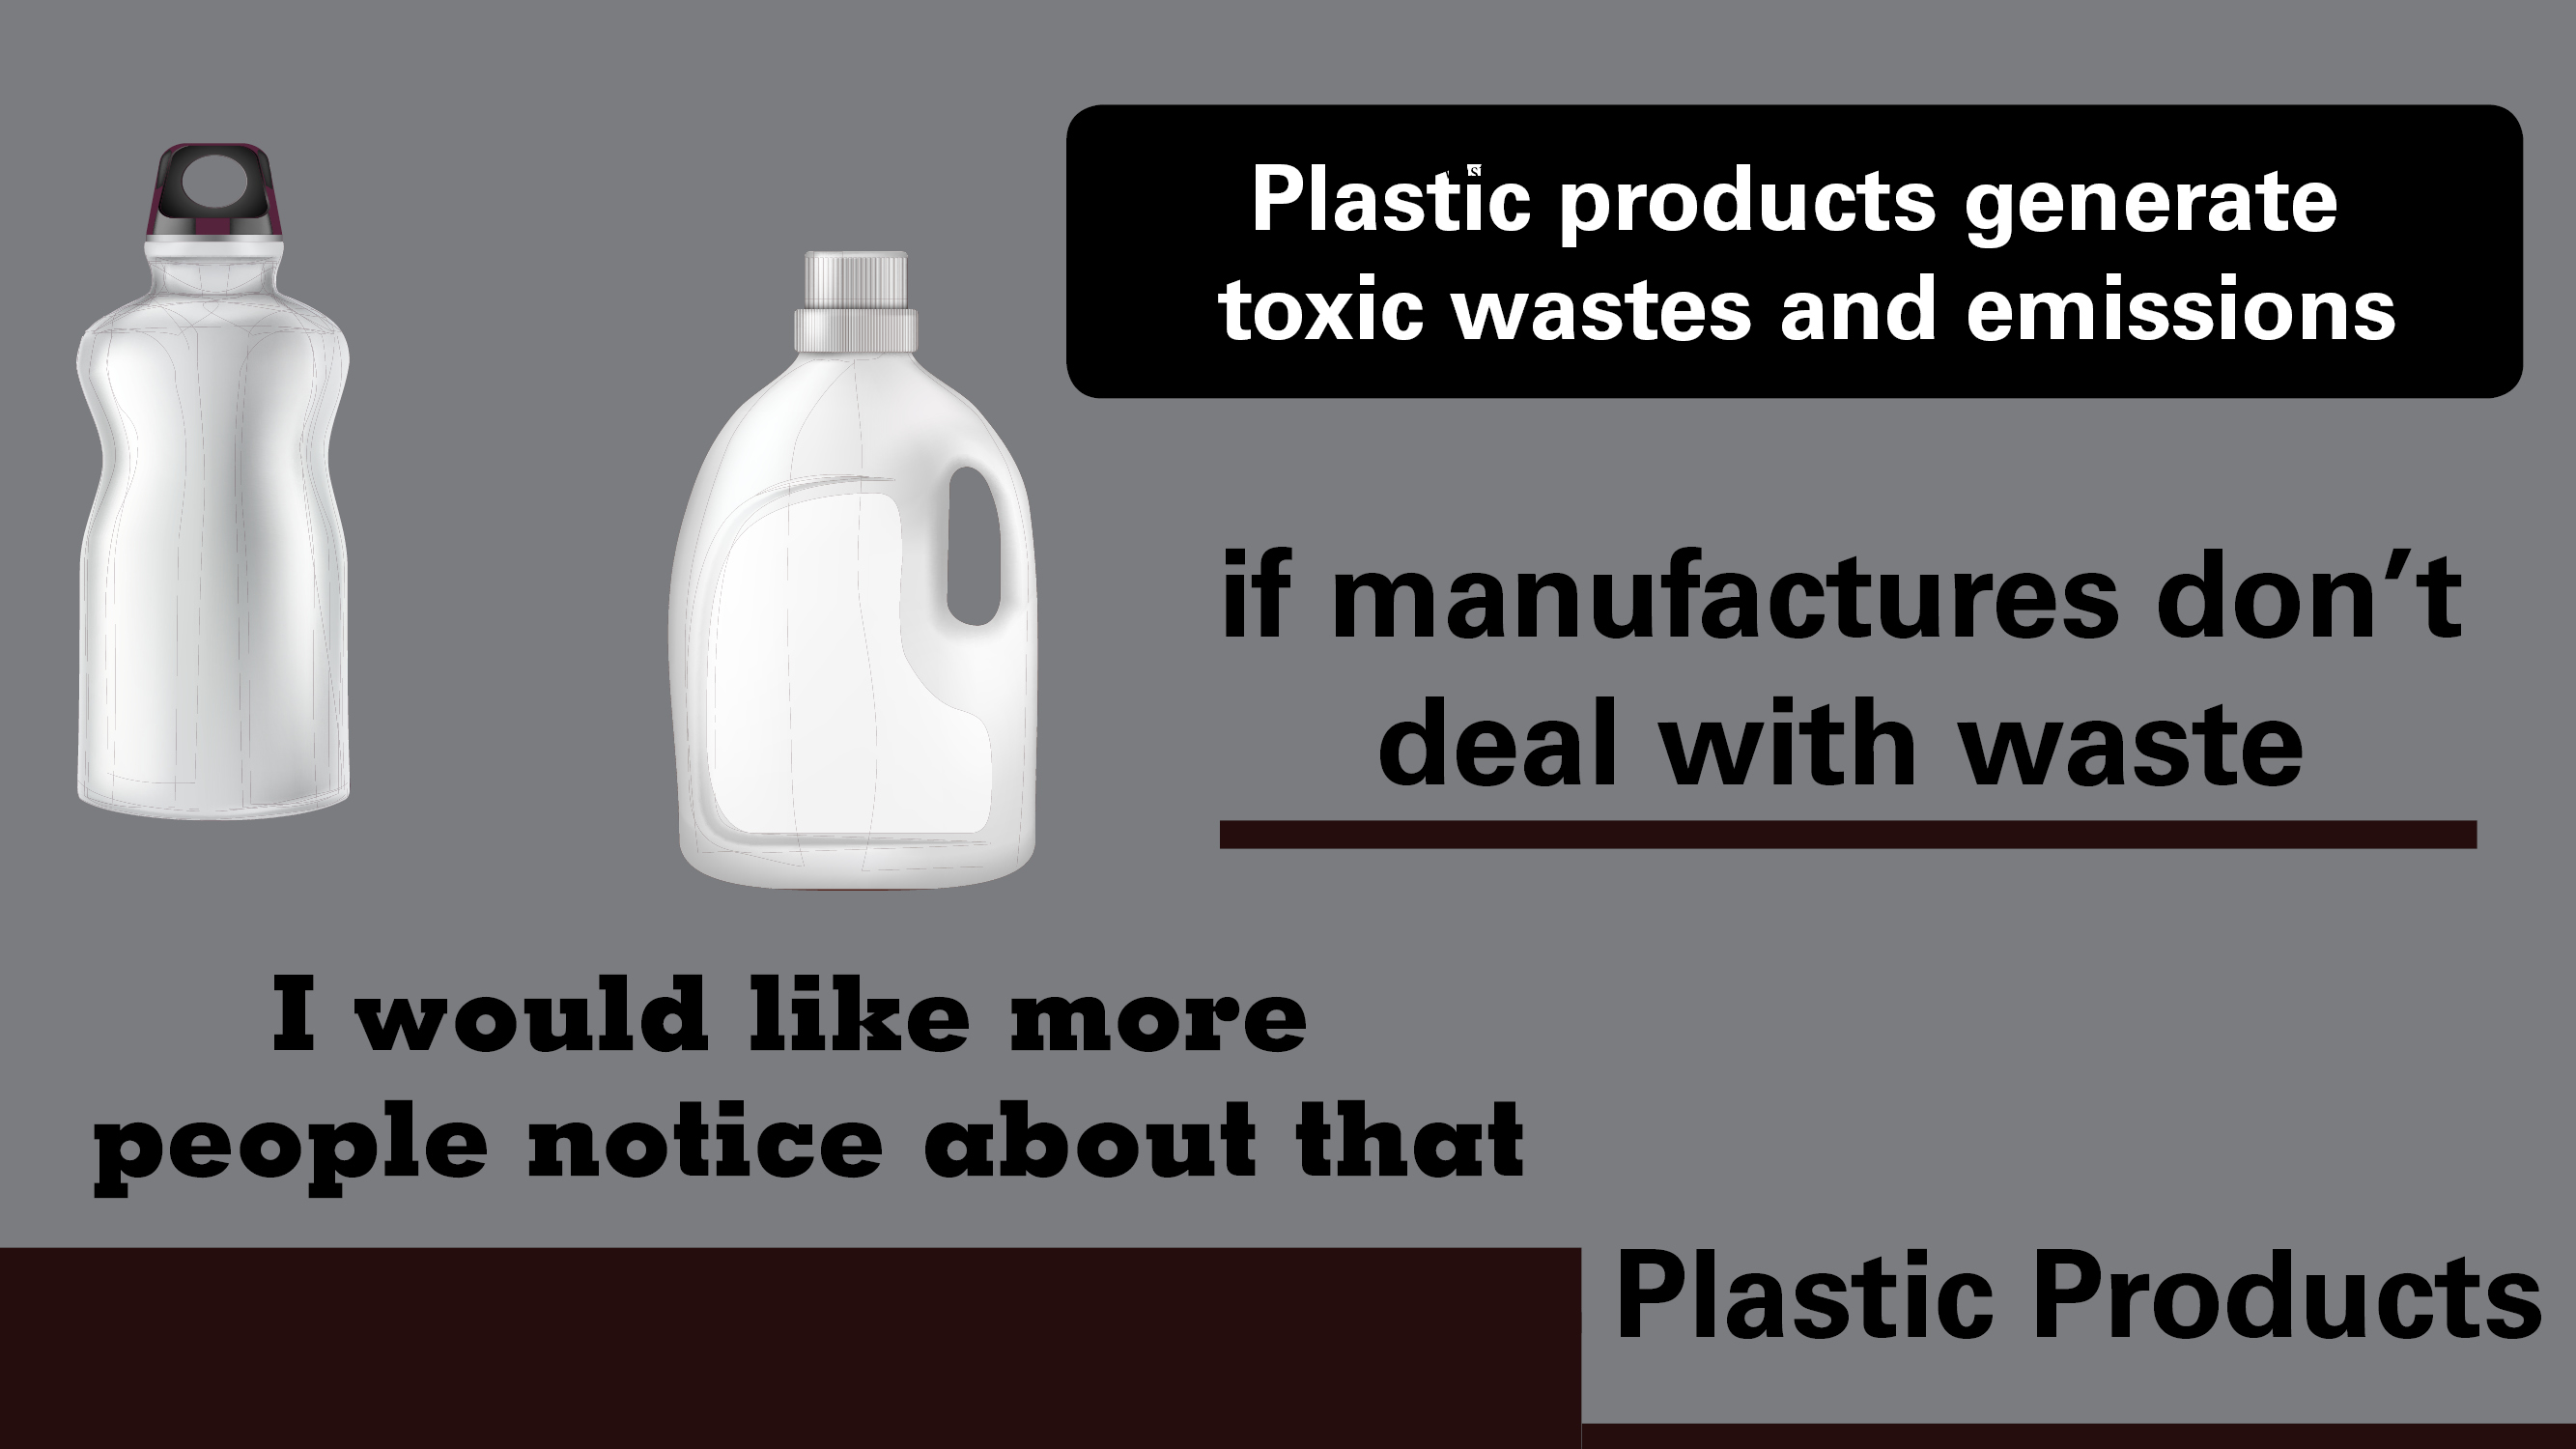 Plastic products generate
toxic wastes and emissions
if manufactures don’t
deal with waste
I would like more
people notice about that
Plastic Products